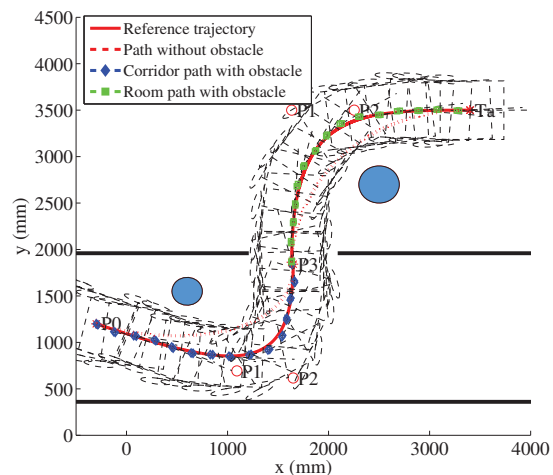 4500
4000
3500
3000
2500
2000
1500
1000
500
0
y (mm)
Reference trajectory
Path without obstacle
Corridor path with obstacle
Room path with obstacle
P1
P2
Ta
P3
P0
P1
P2
0
1000
2000
3000
4000
x (mm)